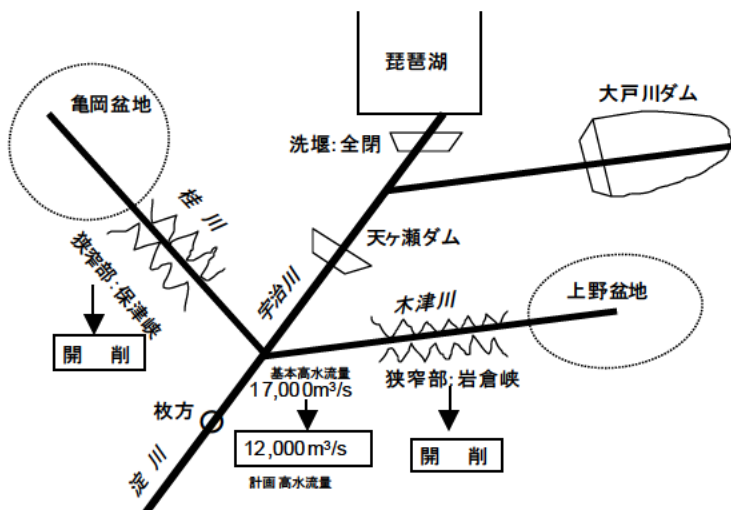 琵琶湖
亀岡盆地
大戸川ダム
洗堰:全閉
桂川
天ヶ瀬ダム
狭窄部:保津峡
宇治川
木津川
上野盆地
開 削
基本高水流量
17,000m³/s
狭窄部:岩倉峡
枚方
12,000m³/s
開 削
淀川
計画高水流量